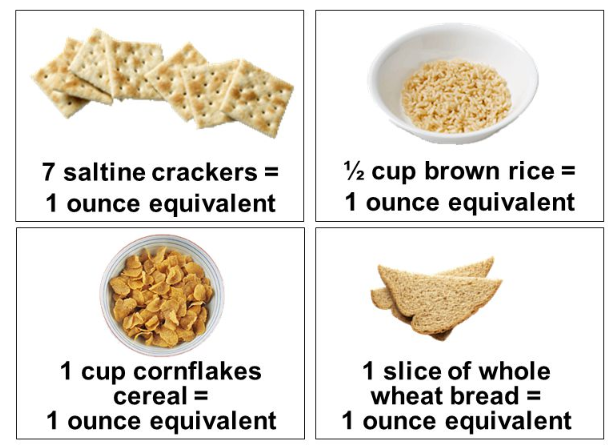 7 saltine crackers =
1 ounce equivalent
½ cup brown rice =
1 ounce equivalent
1 cup cornflakes
cereal =
1 ounce equivalent
1 slice of whole
wheat bread =
1 ounce equivalent